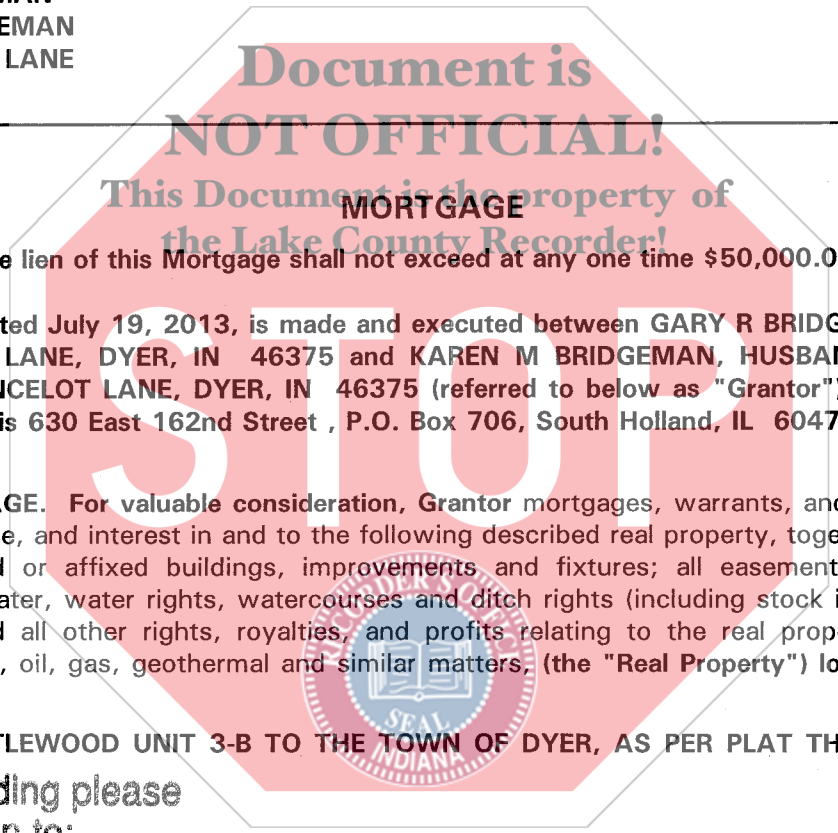 EMAN
LANE
Document is
NOT OFFICIAL!
This Document is the property of
the Lake County Recorder!
MORTGAGE
e lien of this Mortgage shall not exceed at any one time $50,000.0
ted July 19, 2013, is made and executed between GARY R BRIDG
LANE, DYER, IN 46375 and KAREN M BRIDGEMAN, HUSBAN
NCELOT LANE, DYER, IN 46375 (referred to below as "Grantor")
is 630 East 162nd Street , P.O. Box 706, South Holland, IL 6047
STOP
AGE. For valuable consideration, Grantor mortgages, warrants, and
e, and interest in and to the following described real property, toge
d or affixed buildings, improvements and fixtures; all easement
ater, water rights, watercourses and ditch rights (including stock i
d all other rights, royalties, and profits relating to the real prop
, oil, gas, geothermal and similar matters, (the "Real Property") lo
RECORDER'S OFFICE
SEAL
INDIANA
TLEWOOD UNIT 3-B TO THE TOWN OF DYER, AS PER PLAT TH
ding please
n to: